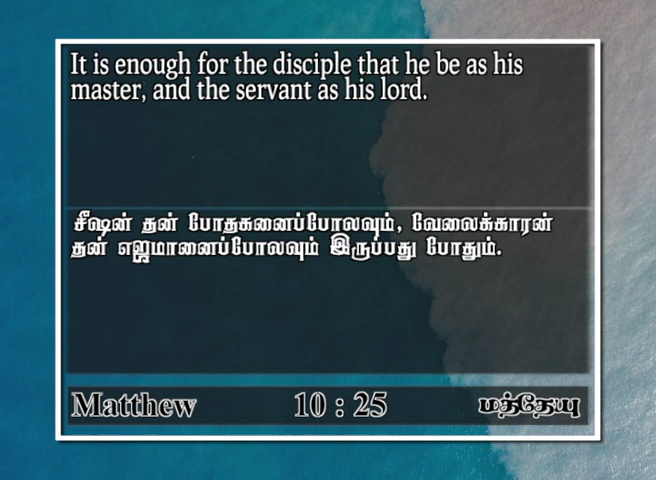 It is enough for the disciple that he be as his
master, and the servant as his lord.
சீஷன் தன் போதகனைப்போலவும், வேலைக்காரன்
தன் எஜமானைப்போலவும் இருப்பது போதும்.
Matthew 10 : 25 மத்தேயு